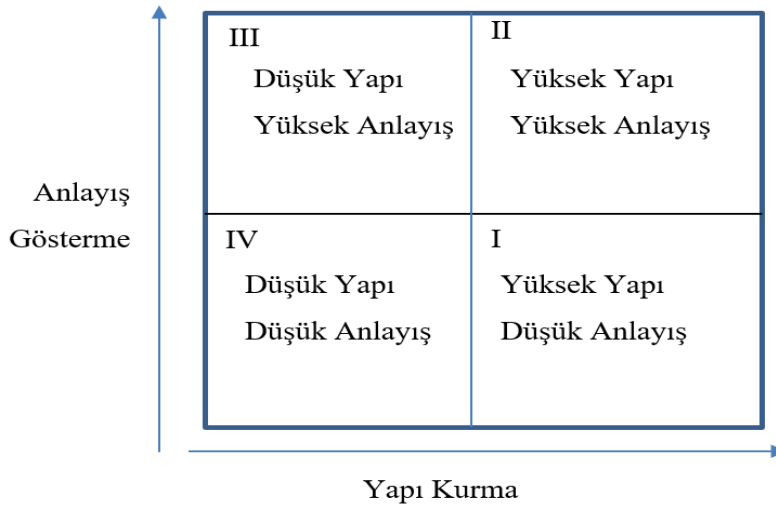 III
Düşük Yapı
Yüksek Anlayış
II
Yüksek Yapı
Yüksek Anlayış
Anlayış
Gösterme
IV
Düşük Yapı
Düşük Anlayış
I
Yüksek Yapı
Düşük Anlayış
Yapı Kurma